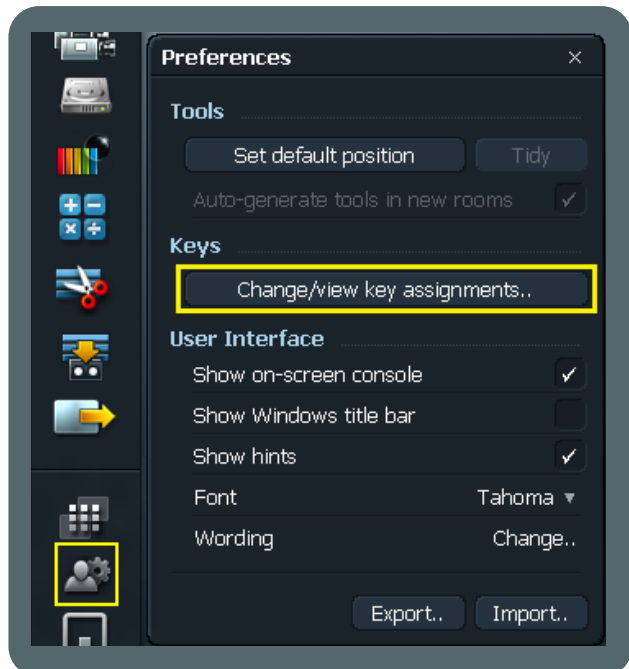 Preferences
Tools
Set default position Tidy
Auto-generate tools in new rooms
Keys
Change/view key assignments..
User Interface
Show on-screen console
Show Windows title bar
Show hints
Font Tahoma
Wording Change..
Export.. Import..